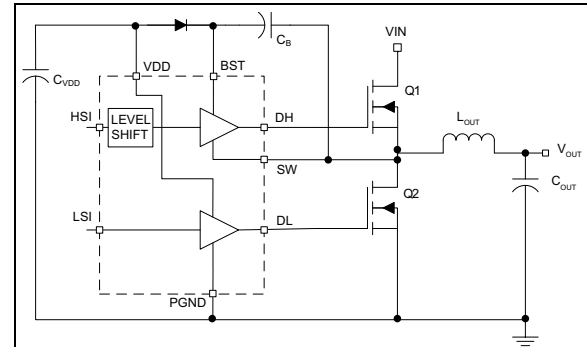 VIN
C_B
C_VDD
VDD
BST
Q1
HSI
LEVEL
SHIFT
DH
L_OUT
SW
V_OUT
C_OUT
Q2
LSI
DL
PGND